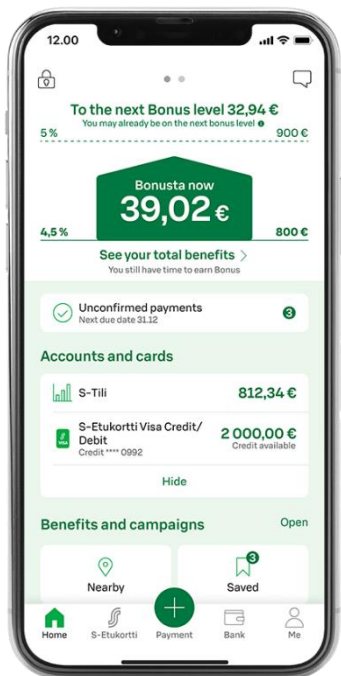 12.00
To the next Bonus level 32,94 €
You may already be on the next bonus level
5 %
900 €
Bonusta now
39,02 €
4,5 %
800 €
See your total benefits >
You still have time to earn Bonus
Unconfirmed payments
Next due date 31.12
3
Accounts and cards
S-Tili
812,34 €
S-Etukortti Visa Credit/
Debit
Credit **** 0992
2 000,00 €
Credit available
VISA
Hide
Benefits and campaigns
Open
Nearby
3
Saved
Home
S-Etukortti
Payment
Bank
Me